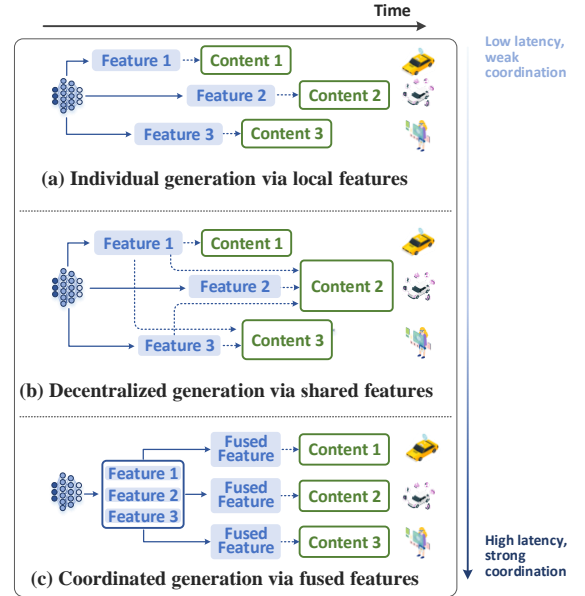 Time
Low latency,
weak
coordination
Feature 1
Content 1
Feature 2
Content 2
Feature 3
Content 3
(a) Individual generation via local features
Feature 1
Content 1
Feature 2
Content 2
Feature 3
Content 3
(b) Decentralized generation via shared features
Fused
Feature
Content 1
Feature 1
Feature 2
Feature 3
Fused
Feature
Content 2
Fused
Feature
Content 3
(c) Coordinated generation via fused features
High latency,
strong
coordination